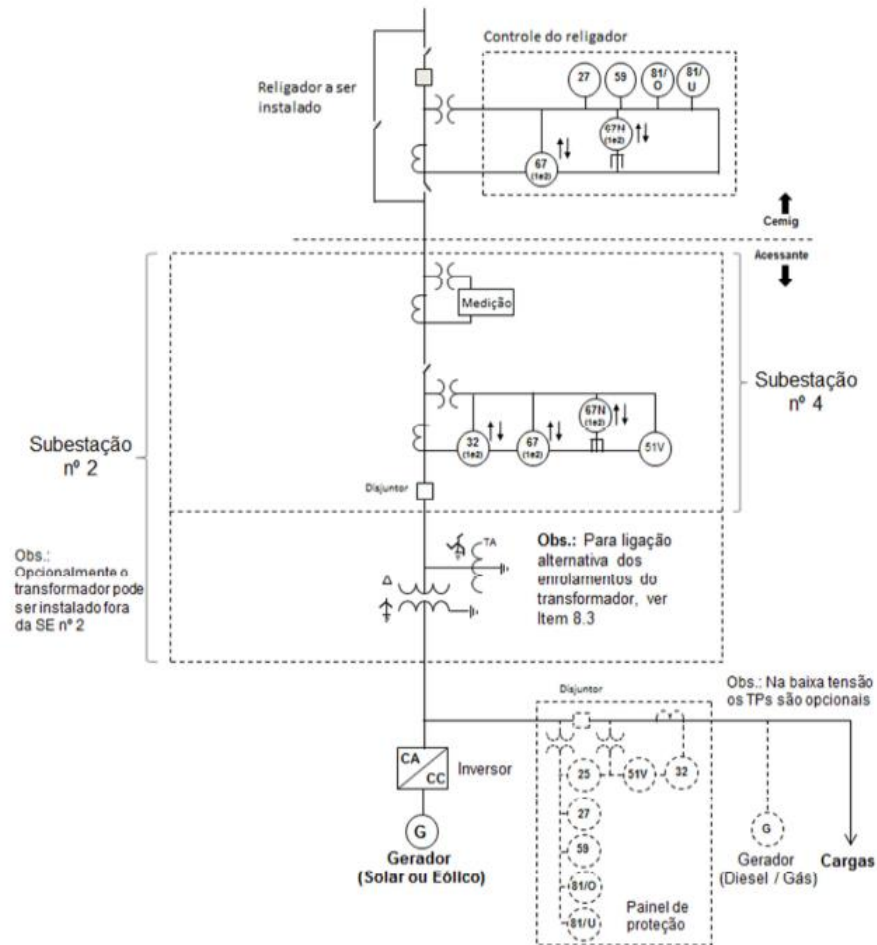 Controle do religador
Religador a ser
instalado
27
59
81/
O
81/
U
67N
(1e2)
67
(1e2)
Cemig
Acessante
Medição
Subestação
nº 4
Subestação
nº 2
32
(1e2)
67
(1e2)
67N
(1e2)
51V
Disjuntor
TA
Δ
Obs.: Para ligação
alternativa dos
enrolamentos do
transformador, ver
Item 8.3
Obs.:
Opcionalmente o
transformador pode
ser instalado fora
da SE nº 2
Obs.: Na baixa tensão
os TPs são opcionais
Disjuntor
CA
CC
Inversor
25
51V
32
27
59
81/O
81/U
G
Gerador
(Solar ou Eólico)
G
Gerador
(Diesel / Gás)
Cargas
Painel de
proteção